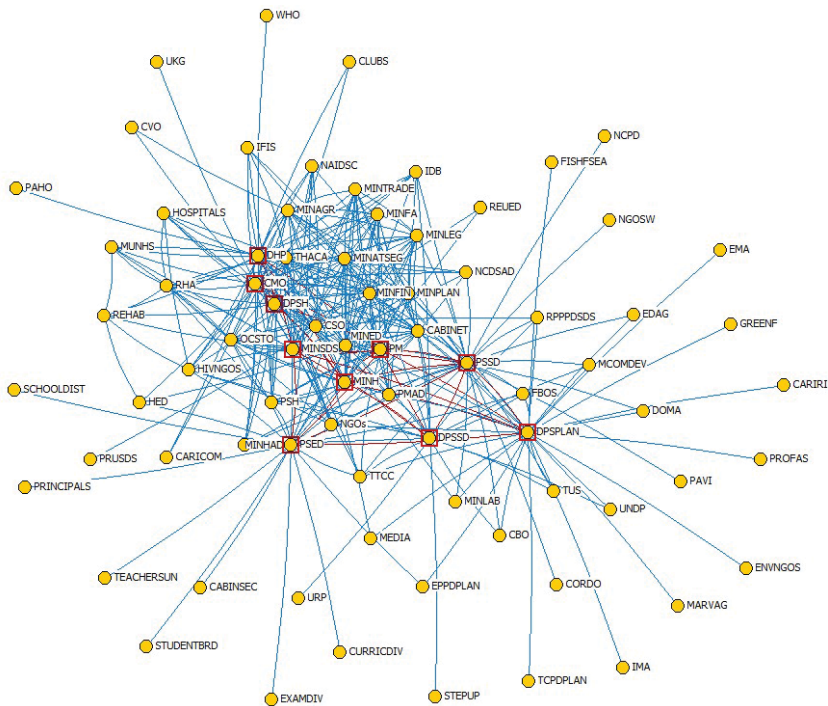 WHO
UKG
CLUBS
CVO
NCPD
IFIS
FISHFSEA
NAIDSC
IDB
PAHO
MINTRADE
REUED
HOSPITALS
MINAGR
MINFA
NGOSW
MINLEG
MUNHS
EMA
DHP
THACA
MINATSEG
NCDSAD
RHA
CMO
MINFIN
MINPLAN
DPSH
REHAB
RPPPDSDS
EDAG
GREENF
CSO
CABINET
OCSTO
MINED
MINSDS
PM
PSSD
MCOMDEV
HIVNGOS
MINH
CARIRI
SCHOOLDIST
PMAD
FBOS
HED
PSH
DOMA
NGOs
DPSPLAN
DPSSD
MINHAD
PSED
PRUSDS
CARICOM
PROFAS
TTCC
PAVI
PRINCIPALS
TUS
MINLAB
UNDP
CBO
MEDIA
ENVNGOS
TEACHERSUN
CABINSEC
EPPDPLAN
CORDO
URP
MARVAG
STUDENTBRD
CURRICDIV
IMA
TCPDPLAN
EXAMDIV
STEPUP